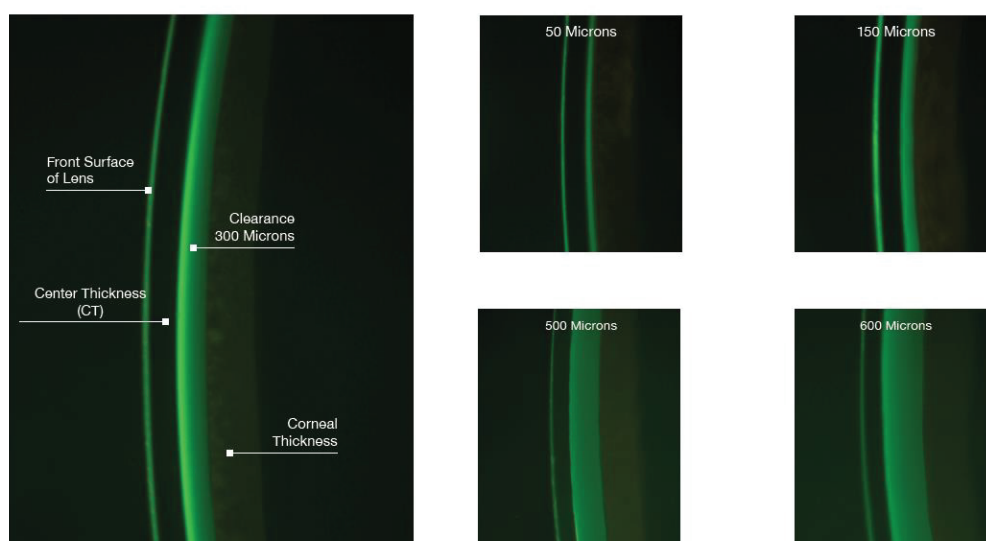 Front Surface
of Lens
Clearance
300 Microns
Center Thickness
(CT)
Corneal
Thickness
50 Microns
150 Microns
500 Microns
600 Microns